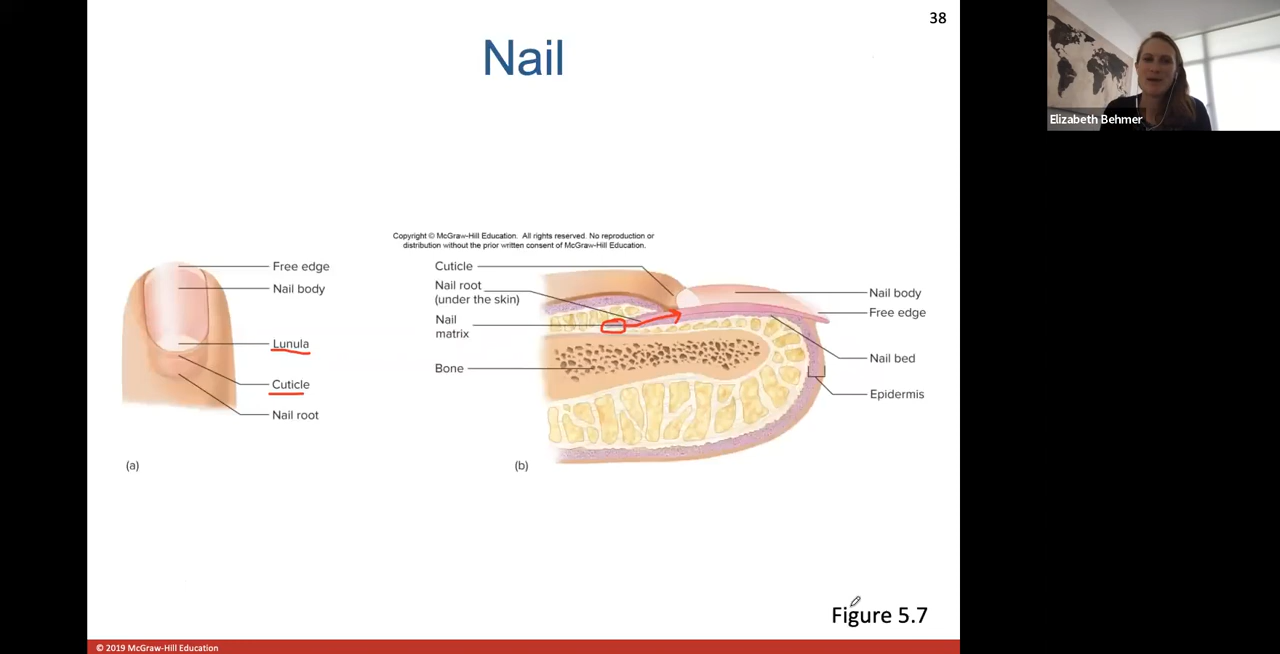 38
Elizabeth Behmer
Nail
Copyright © McGraw-Hill Education. All rights reserved. No reproduction or
distribution without the prior written consent of McGraw-Hill Education.
Free edge
Nail body
Lunula
Cuticle
Nail root
(a)
Cuticle
Nail root
(under the skin)
Nail
matrix
Bone
Nail body
Free edge
Nail bed
Epidermis
(b)
Figure 5.7
© 2019 McGraw-Hill Education